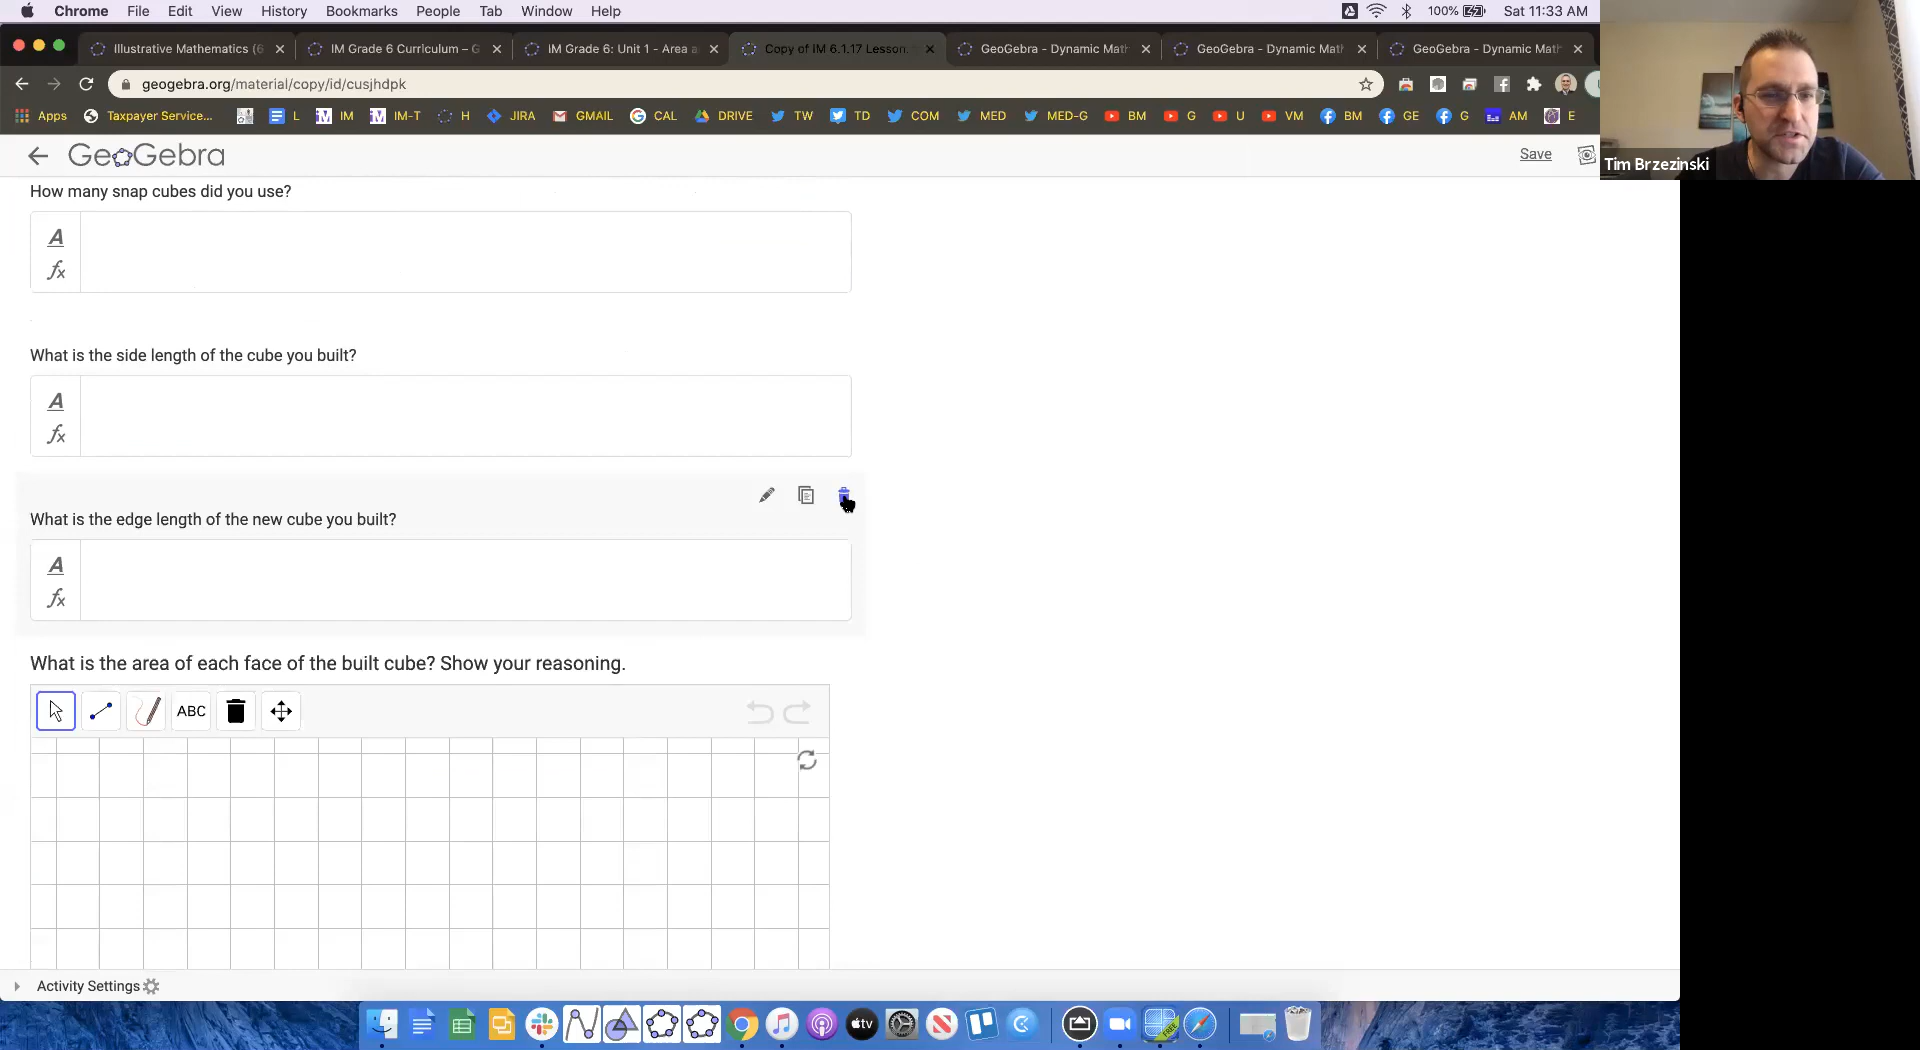 Chrome File Edit View History Bookmarks People Tab Window Help 100% Sat 11:33 AM
Illustrative Mathematics (6 IM Grade 6 Curriculum – G IM Grade 6: Unit 1 - Area a Copy of IM 6.1.17 Lesson: GeoGebra - Dynamic Math GeoGebra - Dynamic Math GeoGebra - Dynamic Math
geogebra.org/material/copy/id/cusjhdpk
Apps Taxpayer Service... L IM IM-T H JIRA GMAIL CAL DRIVE TW TD COM MED MED-G BM G U VM BM GE G AM E
GeoGebra Save
Tim Brzezinski
How many snap cubes did you use?
A
fx
What is the side length of the cube you built?
A
fx
What is the edge length of the new cube you built?
A
fx
What is the area of each face of the built cube? Show your reasoning.
ABC
Activity Settings
tv FREE